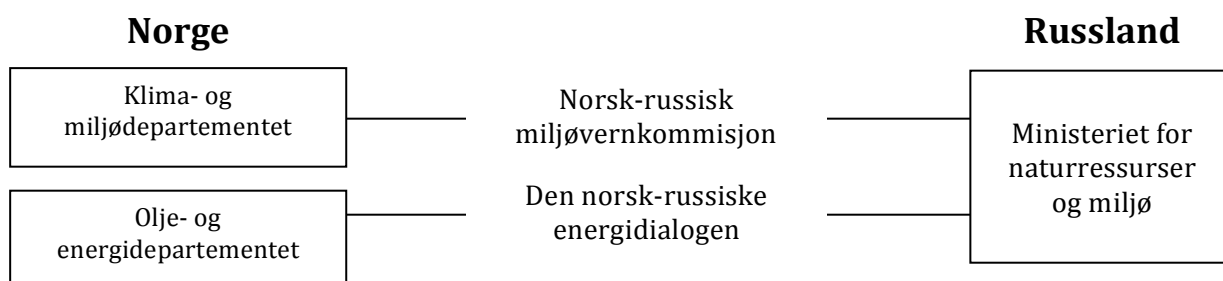 Norge
Russland
Klima- og
miljødepartementet
Norsk-russisk
miljøvernkommisjon
Ministeriet for
naturressurser
og miljø
Olje- og
energidepartementet
Den norsk-russiske
energidialogen